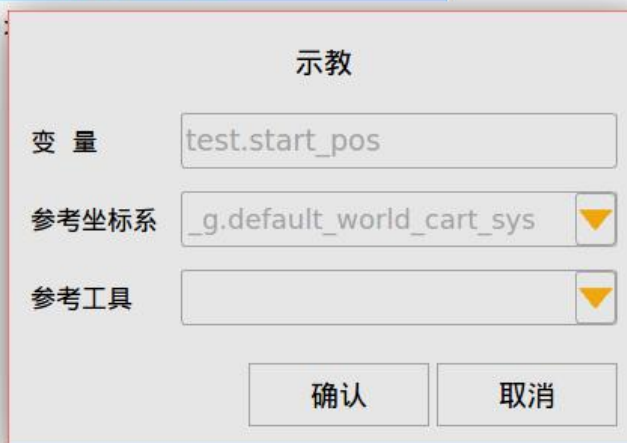 示教
变 量 test.start_pos
参考坐标系 _g.default_world_cart_sys
参考工具
确认 取消